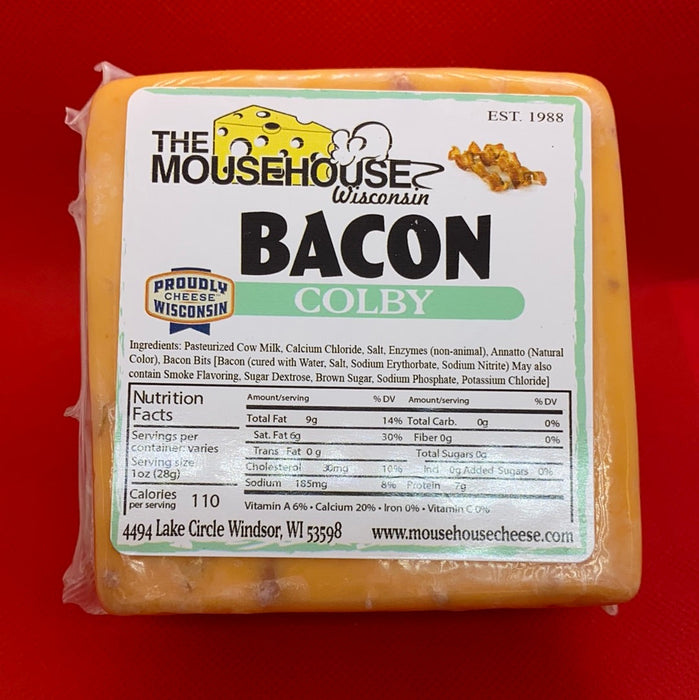 EST. 1988
THE
MOUSEHOUSE
Wisconsin
BACON
PROUDLY
CHEESE™
WISCONSIN
COLBY
Ingredients: Pasteurized Cow Milk, Calcium Chloride, Salt, Enzymes (non-animal), Annatto (Natural
Color), Bacon Bits [Bacon (cured with Water, Salt, Sodium Erythorbate, Sodium Nitrite) May also
contain Smoke Flavoring, Sugar Dextrose, Brown Sugar, Sodium Phosphate, Potassium Chloride]
Nutrition
Facts
Servings per
container: varies
Serving size
1oz (28g)
Calories
per serving 110
Amount/serving % DV Amount/serving % DV
Total Fat 9g 14% Total Carb. 0g 0%
Sat. Fat 6g 30% Fiber 0g 0%
Trans Fat 0 g Total Sugars 0g
Cholesterol 30mg 10% Incl 0g Added Sugars 0%
Sodium 185mg 8% Protein 7g
Vitamin A 6% • Calcium 20% • Iron 0% • Vitamin C 0%
4494 Lake Circle Windsor, WI 53598 www.mousehousecheese.com